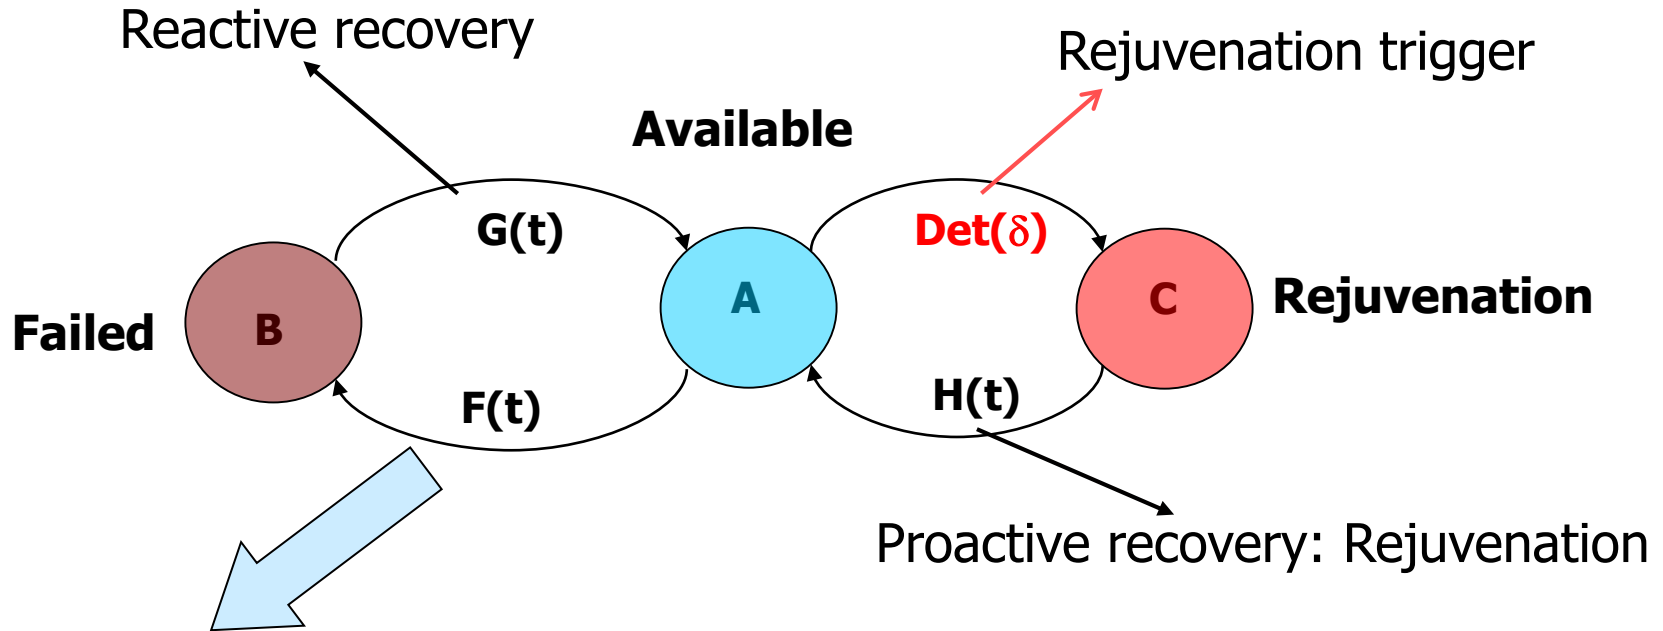 Reactive recovery
Rejuvenation trigger
Available
G(t)
Det(δ)
Failed
B
A
C
Rejuvenation
F(t)
H(t)
Proactive recovery: Rejuvenation